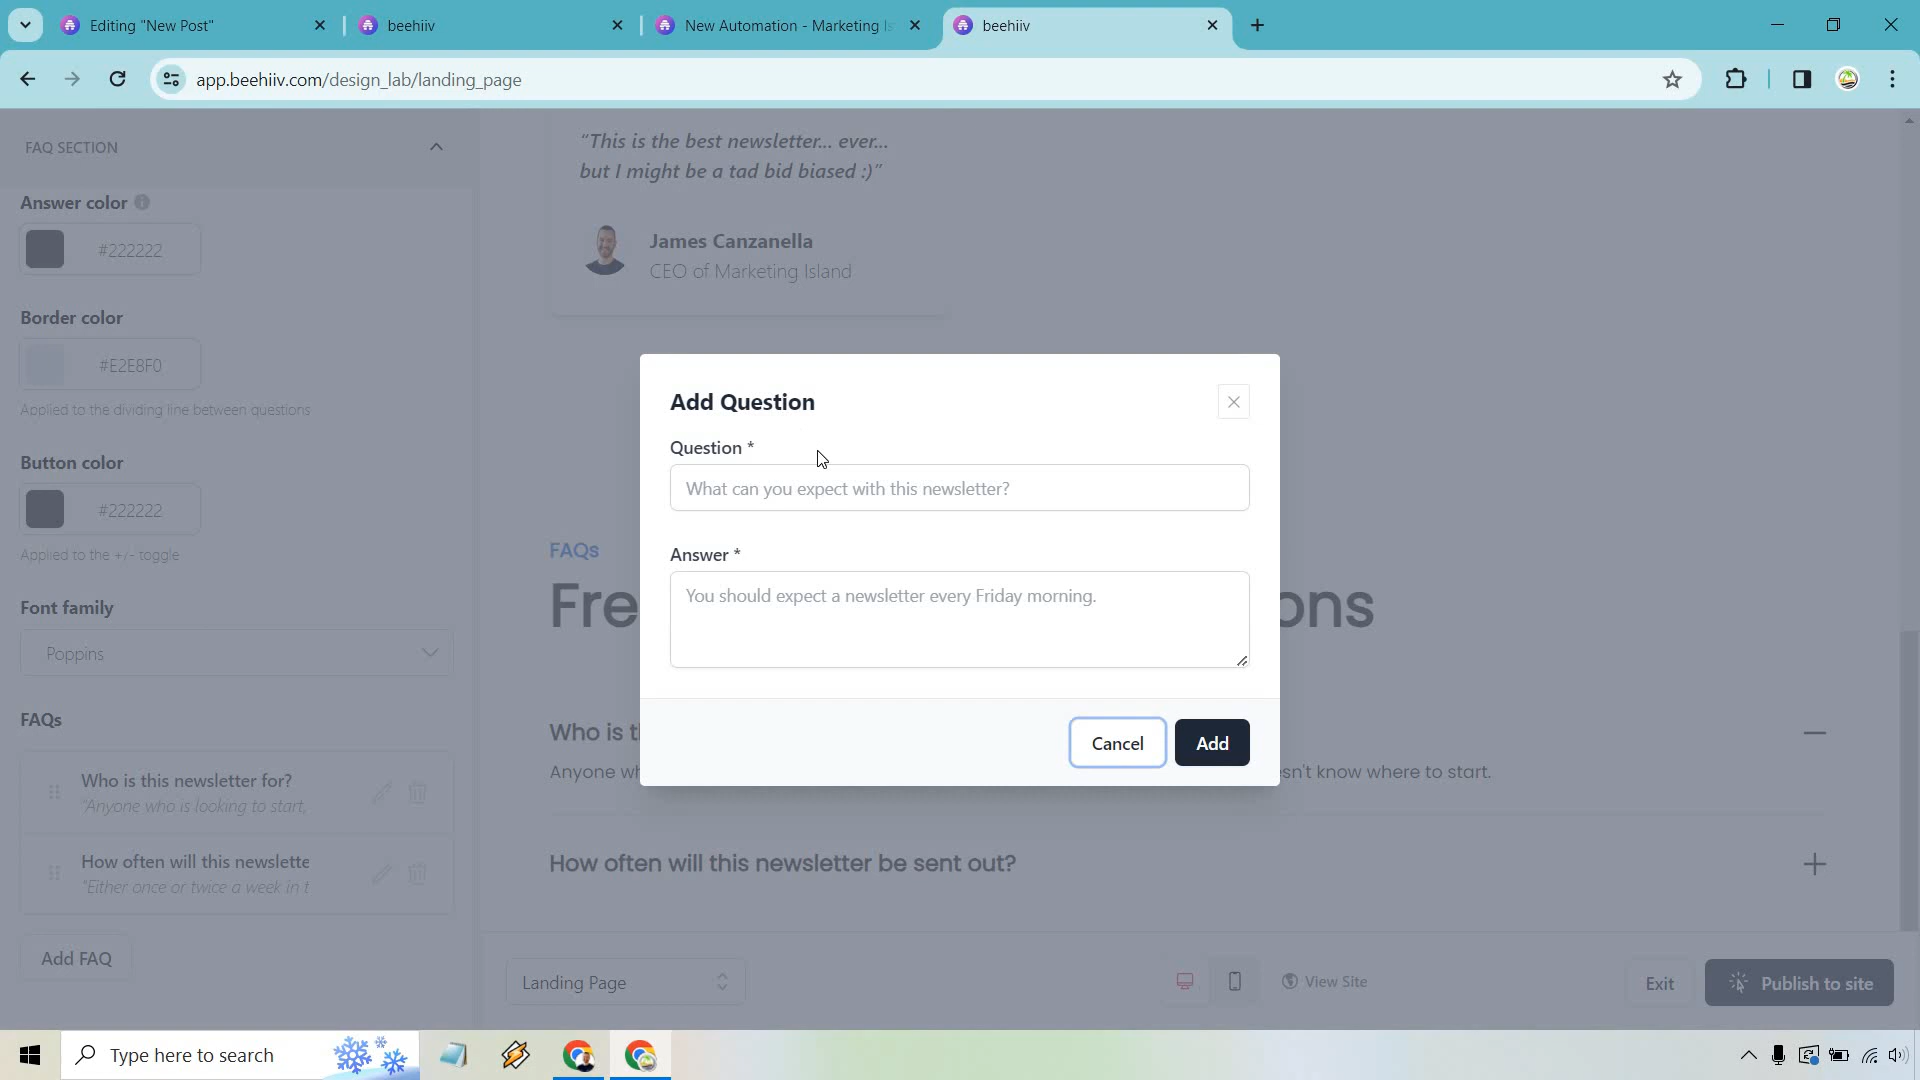 Editing "New Post"
beehiiv
New Automation - Marketing Is
beehiiv
app.beehiiv.com/design_lab/landing_page
FAQ SECTION
Answer color
#222222
Border color
#E2E8F0
Applied to the dividing line between questions
Button color
#222222
Applied to the +/- toggle
Font family
Poppins
FAQs
Who is this newsletter for?
"Anyone who is looking to start,
How often will this newslette
"Either once or twice a week in t
Add FAQ
“This is the best newsletter... ever...
but I might be a tad bid biased :)”
James Canzanella
CEO of Marketing Island
Add Question
Question *
What can you expect with this newsletter?
Answer *
You should expect a newsletter every Friday morning.
Cancel
Add
FAQs
Fre ons
Who is t
Anyone wh sn't know where to start.
How often will this newsletter be sent out?
Landing Page
View Site
Exit
Publish to site
Type here to search